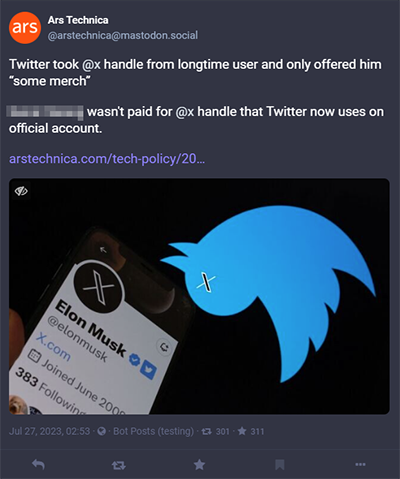 ars
Ars Technica
@arstechnica@mastodon.social
Twitter took @x handle from longtime user and only offered him
“some merch”
wasn't paid for @x handle that Twitter now uses on
official account.
arstechnica.com/tech-policy/20…
X
Elon Musk
@elonmusk
X.com
Joined June 2009
383 Following
X
Jul 27, 2023, 02:53 · Bot Posts (testing) · 301 · 311